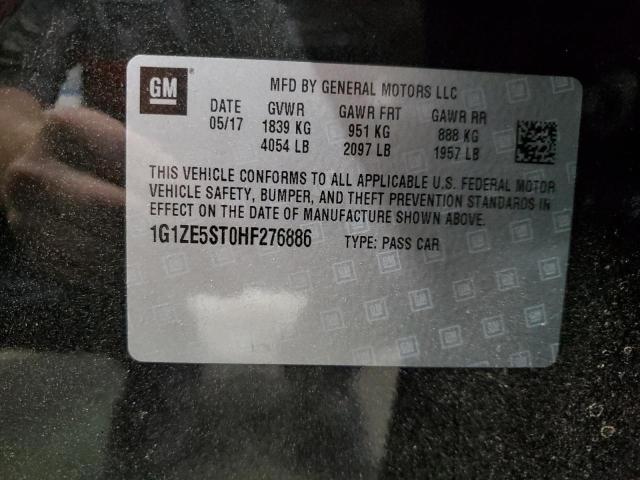 GM MFD BY GENERAL MOTORS LLC
DATE GVWR GAWR FRT GAWR RR
05/17 1839 KG 951 KG 888 KG
4054 LB 2097 LB 1957 LB
THIS VEHICLE CONFORMS TO ALL APPLICABLE U.S. FEDERAL MOTOR
VEHICLE SAFETY, BUMPER, AND THEFT PREVENTION STANDARDS IN
EFFECT ON THE DATE OF MANUFACTURE SHOWN ABOVE.
1G1ZE5ST0HF276886 TYPE: PASS CAR